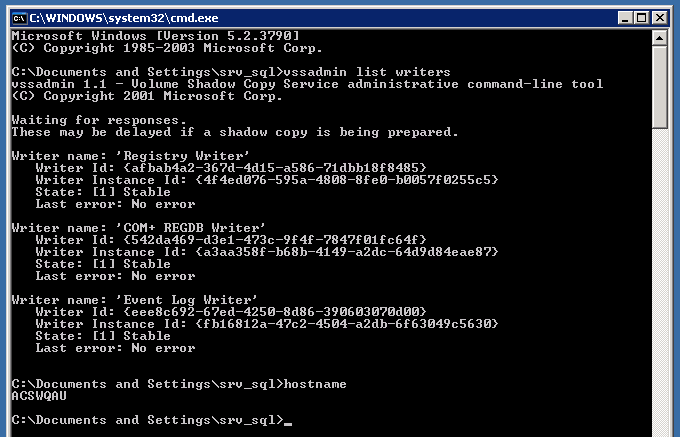 C:\WINDOWS\system32\cmd.exe
Microsoft Windows [Version 5.2.3790]
(C) Copyright 1985-2003 Microsoft Corp.
C:\Documents and Settings\srv_sql>vssadmin list writers
vssadmin 1.1 - Volume Shadow Copy Service administrative command-line tool
(C) Copyright 2001 Microsoft Corp.
Waiting for responses.
These may be delayed if a shadow copy is being prepared.
Writer name: 'Registry Writer'
Writer Id: {afbab4a2-367d-4d15-a586-71dbb18f8485}
Writer Instance Id: {4f4ed076-595a-4808-8fe0-b0057f0255c5}
State: [1] Stable
Last error: No error
Writer name: 'COM+ REGDB Writer'
Writer Id: {542da469-d3e1-473c-9f4f-7847f01fc64f}
Writer Instance Id: {a3aa358f-b68b-4149-a2dc-64d9d84eae87}
State: [1] Stable
Last error: No error
Writer name: 'Event Log Writer'
Writer Id: {eee8c692-67ed-4250-8d86-390603070d00}
Writer Instance Id: {fb16812a-47c2-4504-a2db-6f63049c5630}
State: [1] Stable
Last error: No error
C:\Documents and Settings\srv_sql>hostname
ACSWQAU
C:\Documents and Settings\srv_sql>_